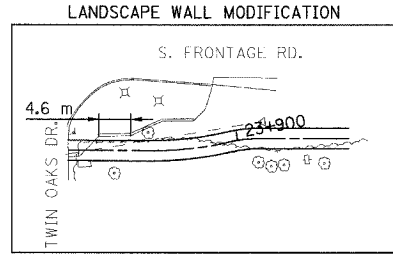 LANDSCAPE WALL MODIFICATION
S. FRONTAGE RD.
4.6 m
23+900
TWIN OAKS DR.